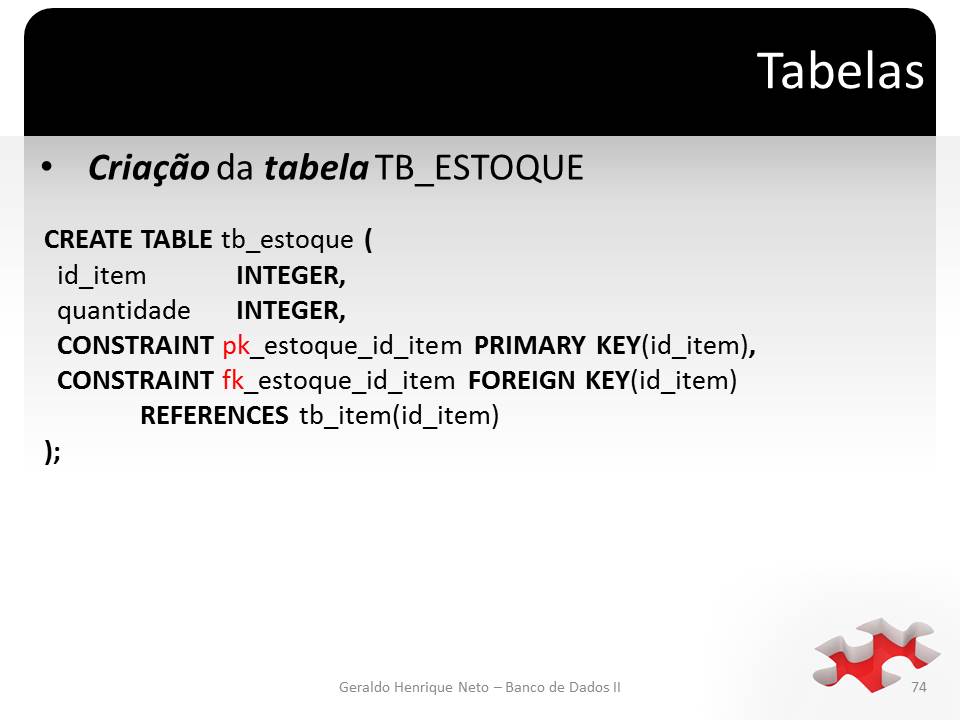 Tabelas
• Criação da tabela TB_ESTOQUE
CREATE TABLE tb_estoque (
id_item INTEGER,
quantidade INTEGER,
CONSTRAINT pk_estoque_id_item PRIMARY KEY(id_item),
CONSTRAINT fk_estoque_id_item FOREIGN KEY(id_item)
REFERENCES tb_item(id_item)
);
Geraldo Henrique Neto – Banco de Dados II
74